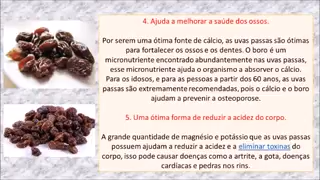 4. Ajuda a melhorar a saúde dos ossos.
Por serem uma ótima fonte de cálcio, as uvas passas são ótimas
para fortalecer os ossos e os dentes. O boro é um
micronutriente encontrado abundantemente nas uvas passas,
esse micronutriente ajuda o organismo a absorver o cálcio.
Para os idosos, e para as pessoas a partir dos 60 anos, as uvas
passas são extremamente recomendadas, pois o cálcio e o boro
ajudam a prevenir a osteoporose.
5. Uma ótima forma de reduzir a acidez do corpo.
A grande quantidade de magnésio e potássio que as uvas passas
possuem ajudam a reduzir a acidez e a eliminar toxinas do
corpo, isso pode causar doenças como a artrite, a gota, doenças
cardíacas e pedras nos rins.